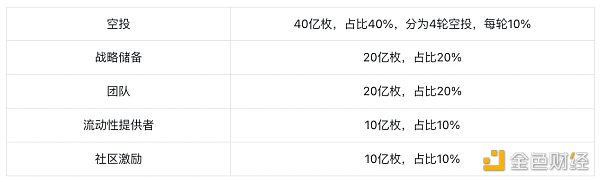 空投 40亿枚，占比40%，分为4轮空投，每轮10%
战略储备 20亿枚，占比20%
团队 20亿枚，占比20%
流动性提供者 10亿枚，占比10%
社区激励 10亿枚，占比10%
金色财经